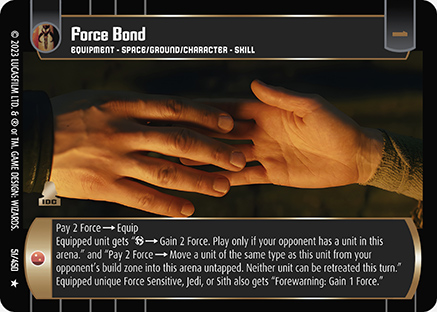 Force Bond
EQUIPMENT - SPACE/GROUND/CHARACTER - SKILL
IDC
Pay 2 Force → Equip
Equipped unit gets “ → Gain 2 Force. Play only if your opponent has a unit in this
arena.” and “Pay 2 Force → Move a unit of the same type as this unit from your
opponent’s build zone into this arena untapped. Neither unit can be retreated this turn.”
Equipped unique Force Sensitive, Jedi, or Sith also gets “Forewarning: Gain 1 Force.”
© 2023 LUCASFILM LTD. & ® or TM. GAME DESIGN: WIZARDS.
51/450 ★